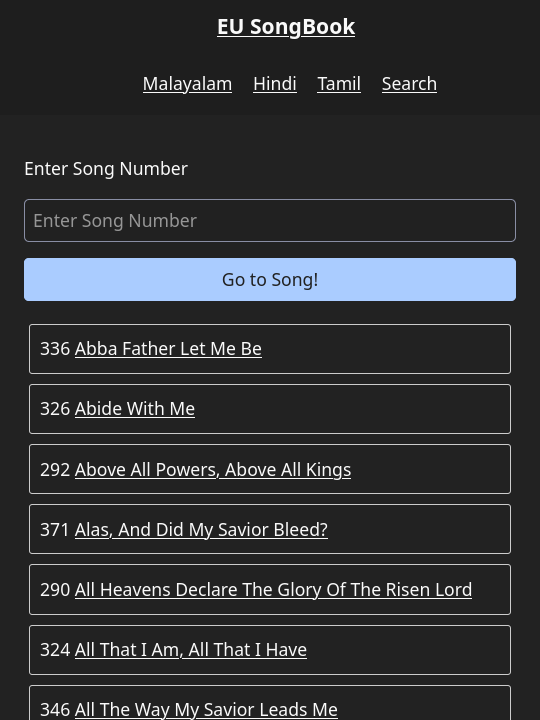 EU SongBook
Malayalam Hindi Tamil Search
Enter Song Number
Enter Song Number
Go to Song!
336 Abba Father Let Me Be
326 Abide With Me
292 Above All Powers, Above All Kings
371 Alas, And Did My Savior Bleed?
290 All Heavens Declare The Glory Of The Risen Lord
324 All That I Am, All That I Have
346 All The Way My Savior Leads Me